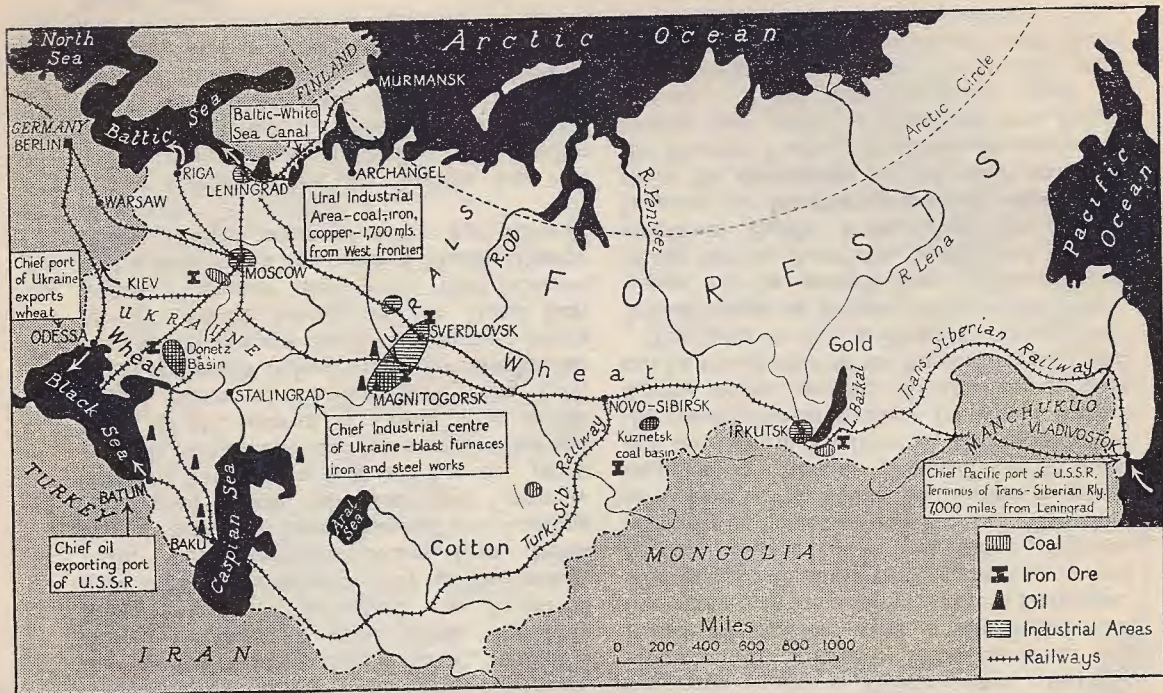 Arctic Ocean
North
Sea
FINLAND
MURMANSK
Baltic-White
Sea Canal
Arctic Circle
GERMANY
BERLIN
Baltic Sea
RIGA
LENINGRAD
ARCHANGEL
Ural Industrial
Area-coal, iron,
copper-1,700 mls.
from West frontier
WARSAW
URALS
R. Ob
R. Yenisei
R Lena
FORESTS
Pacific
Ocean
MOSCOW
Chief port
of Ukraine
exports
wheat
KIEV
UKRAINE
ODESSA
Wheat
Donetz
Basin
SVERDLOVSK
Wheat
Gold
Trans-Siberian Railway
Black Sea
STALINGRAD
MAGNITOGORSK
NOVO-SIBIRSK
IRKUTSK
L. Baikal
MANCHUKUO
VLADIVOSTOK
Chief Industrial centre
of Ukraine-blast furnaces
iron and steel works
Kuznetsk
coal basin
TURKEY
BATUM
Caspian Sea
Aral
Sea
Turk-Sib. Railway
Chief Pacific port of U.S.S.R.
Terminus of Trans-Siberian Rly.
7,000 miles from Leningrad
BAKU
Cotton
MONGOLIA
Chief oil
exporting port
of U.S.S.R.
IRAN
Miles
0 200 400 600 800 1000
Coal
Iron Ore
Oil
Industrial Areas
Railways